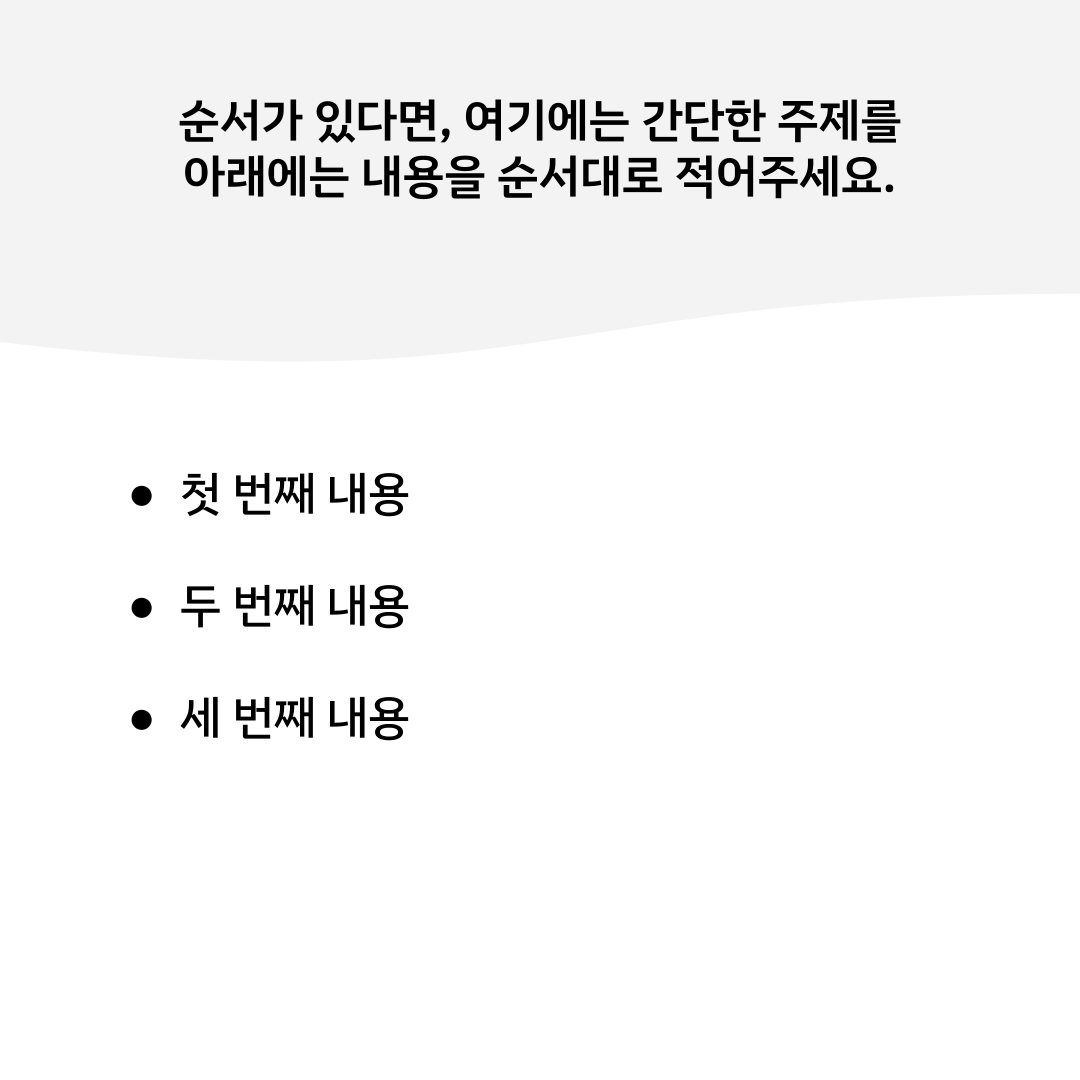 순서가 있다면, 여기에는 간단한 주제를
아래에는 내용을 순서대로 적어주세요.
● 첫 번째 내용
● 두 번째 내용
● 세 번째 내용